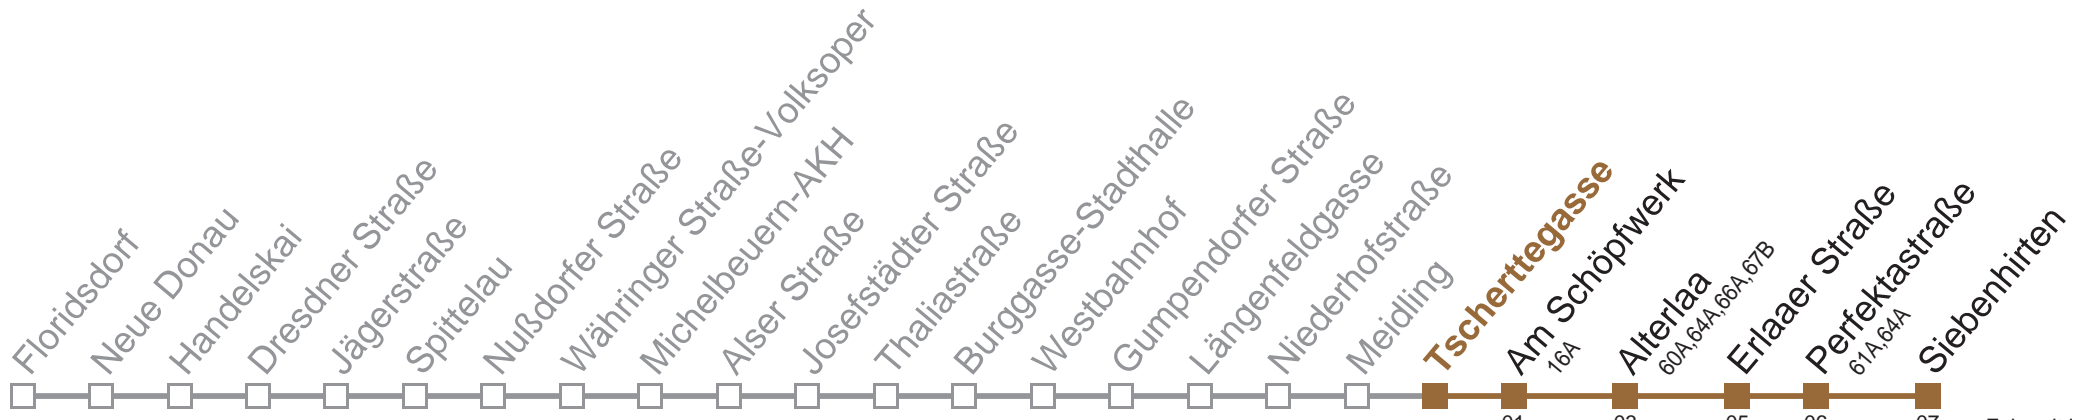 Floridsdorf
Neue Donau
Handelskai
Dresdner Straße
Jägerstraße
Spittelau
Nußdorfer Straße
Währinger Straße-Volksoper
Michelbeuern-AKH
Alser Straße
Josefstädter Straße
Thaliastraße
Burggasse-Stadthalle
Westbahnhof
Gumpendorfer Straße
Längenfeldgasse
Niederhofstraße
Meidling
Tscherttegasse
Am Schöpfwerk
16A
Alterlaa
60A,64A,66A,67B
Erlaaer Straße
Perfektastraße
61A,64A
Siebenhirten